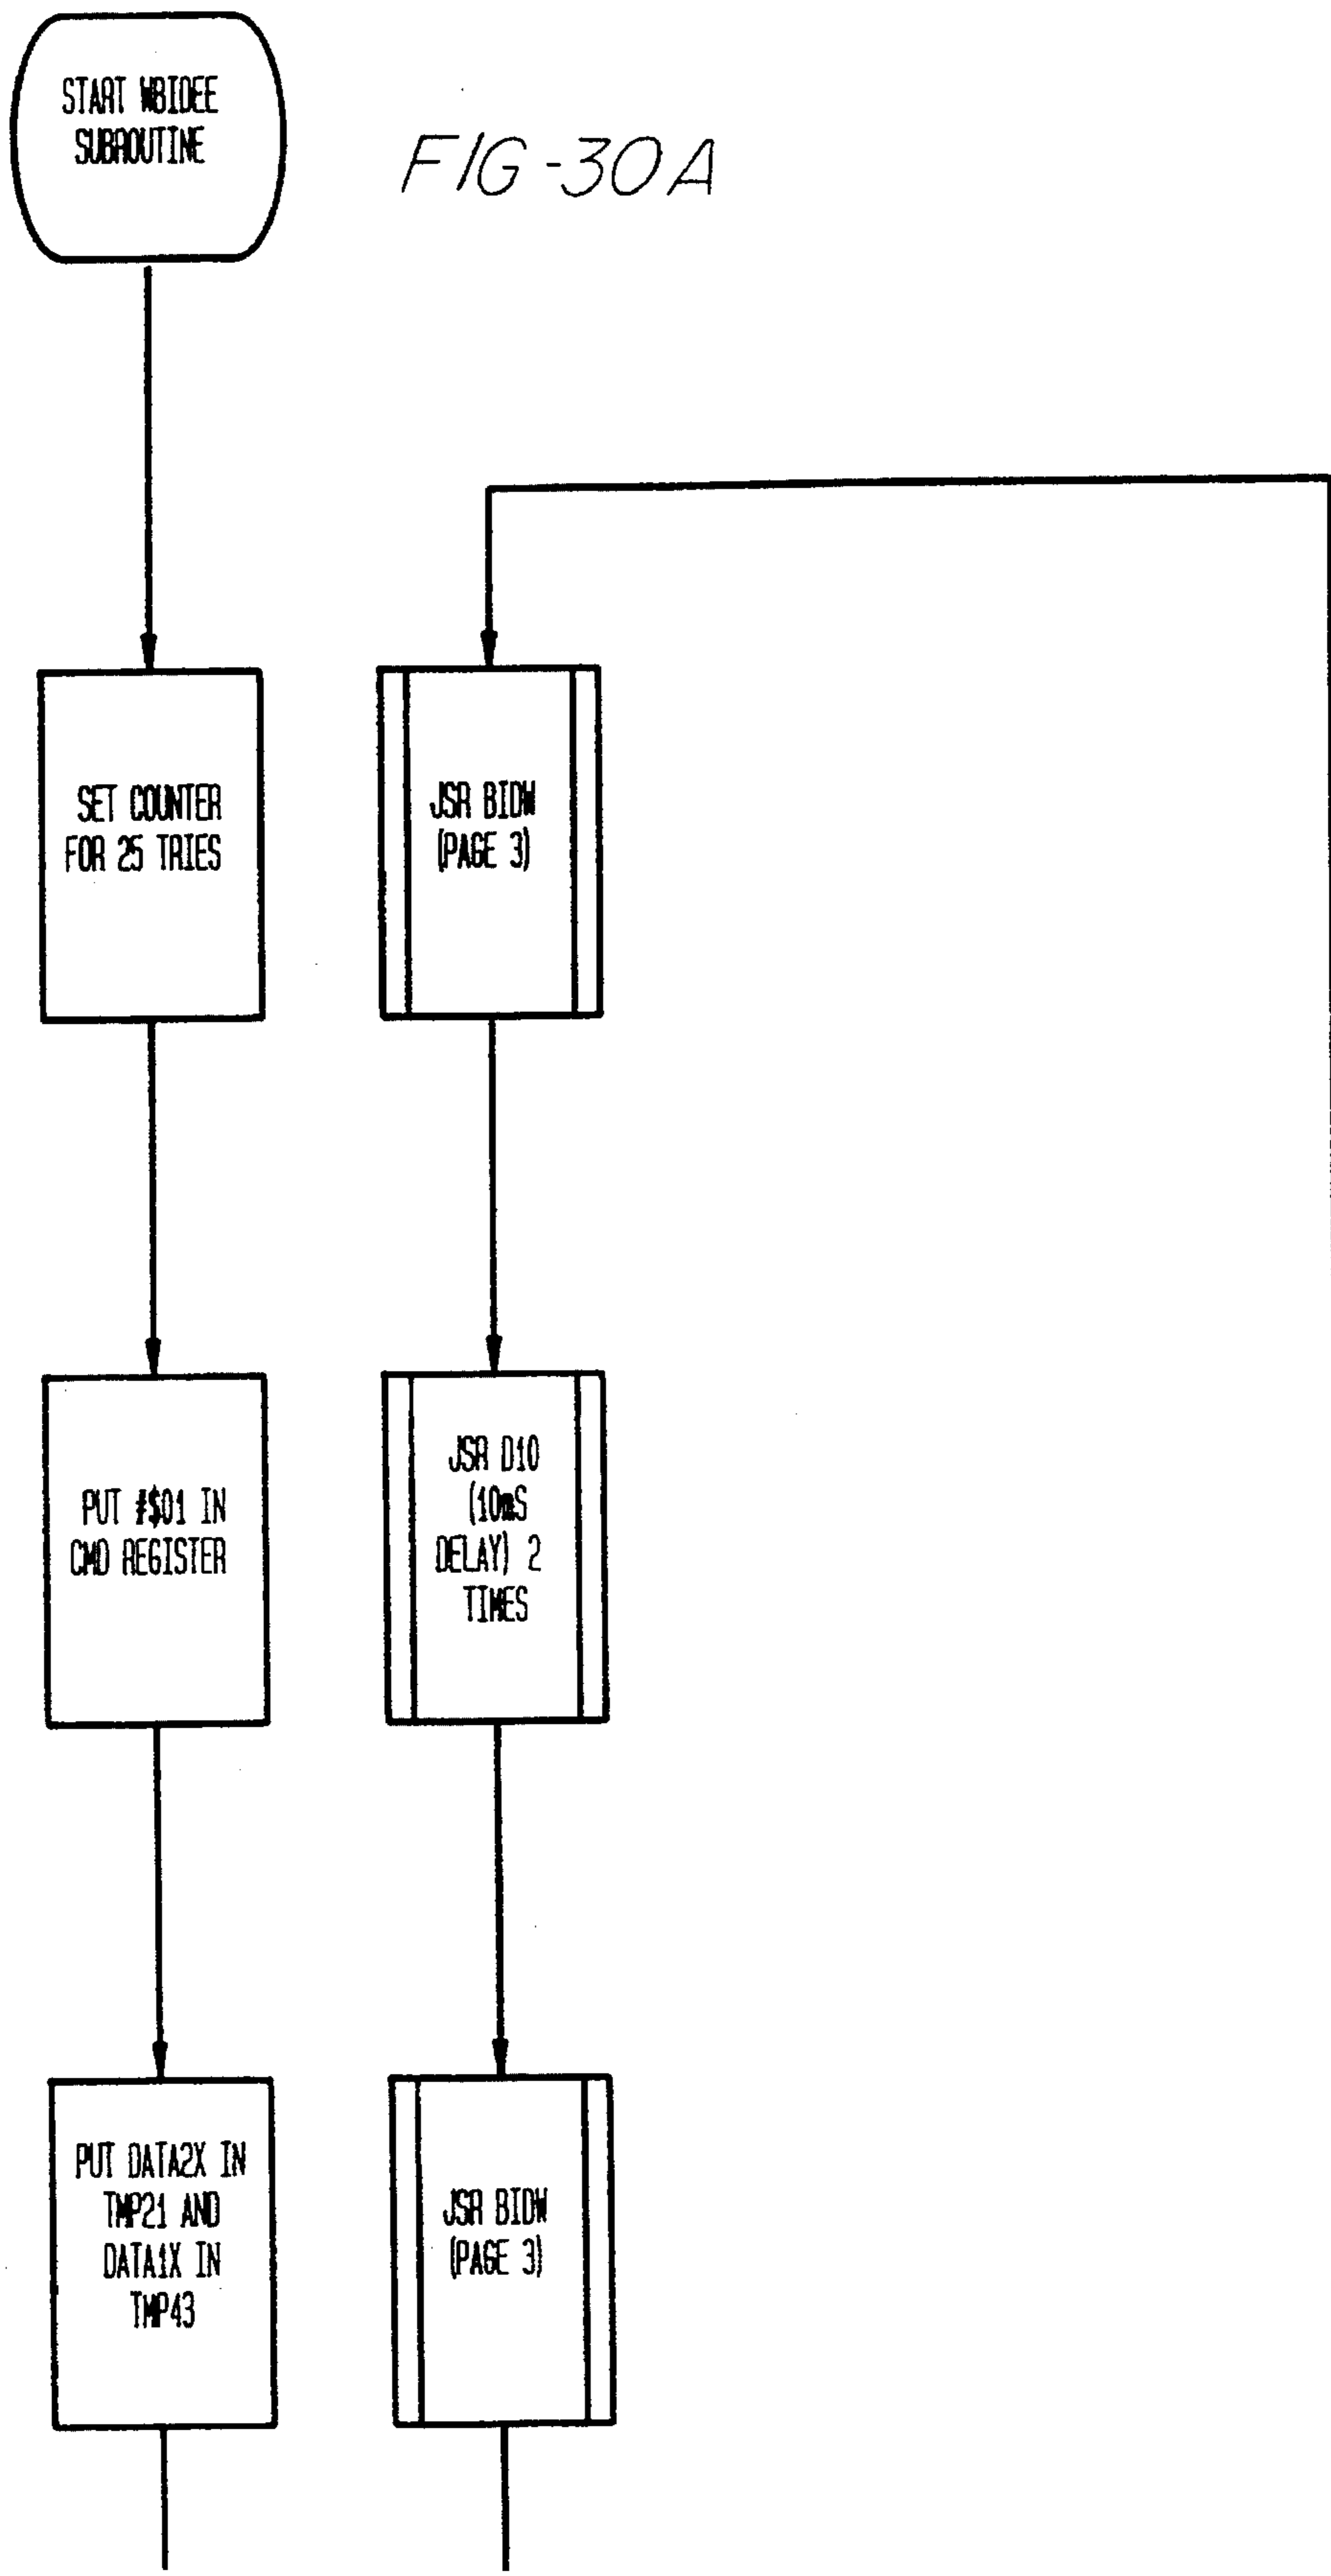 START WBIDEE
SUBROUTINE
FIG-30A
SET COUNTER
FOR 25 TRIES
PUT #$01 IN
CMD REGISTER
PUT DATA2X IN
TMP21 AND
DATA1X IN
TMP43
JSR BIDW
(PAGE 3)
JSR D10
(10mS
DELAY) 2
TIMES
JSR BIDW
(PAGE 3)